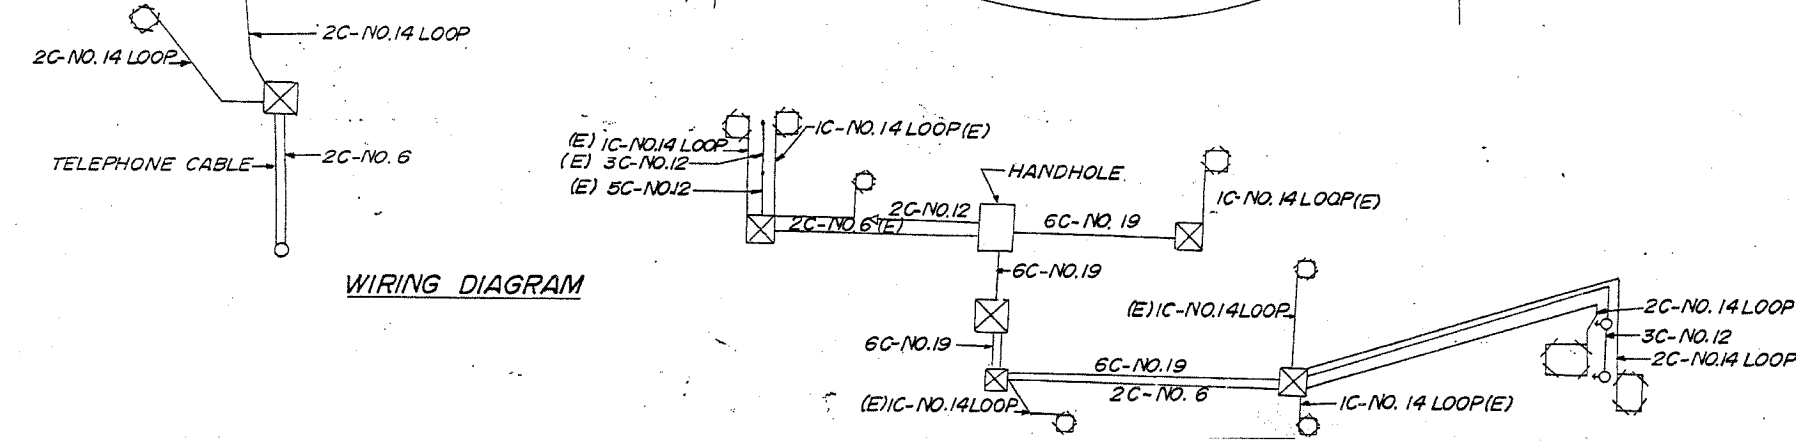 2C-NO.14 LOOP
2C-NO.14 LOOP
TELEPHONE CABLE
2C-NO.6
WIRING DIAGRAM
(E) 1C-NO.14 LOOP
(E) 3C-NO.12
(E) 5C-NO.12
1C-NO.14 LOOP(E)
2C-NO.12
2C-NO.6(E)
HANDHOLE
6C-NO.19
1C-NO.14 LOOP(E)
6C-NO.19
6C-NO.19
(E)1C-NO.14LOOP
6C-NO.19
2C-NO.6
(E)1C-NO.14LOOP
1C-NO.14 LOOP(E)
2C-NO.14 LOOP
3C-NO.12
2C-NO.14 LOOP